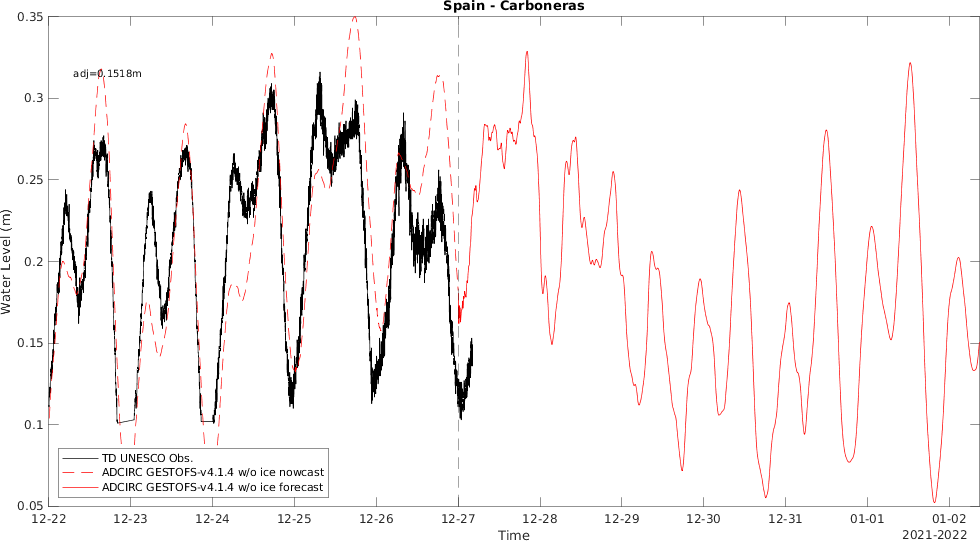 Spain - Carboneras
0.35
adj=0.1518m
0.3
0.25
0.2
0.15
0.1
0.05
Water Level (m)
TD UNESCO Obs.
ADCIRC GESTOFS-v4.1.4 w/o ice nowcast
ADCIRC GESTOFS-v4.1.4 w/o ice forecast
12-22 12-23 12-24 12-25 12-26 12-27 12-28 12-29 12-30 12-31 01-01 01-02
Time
2021-2022